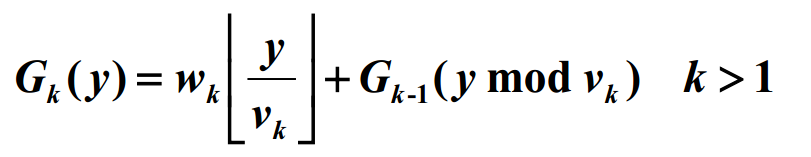 G_k(y) = w_k ⌊y / v_k⌋ + G_{k-1}(y mod v_k) k > 1